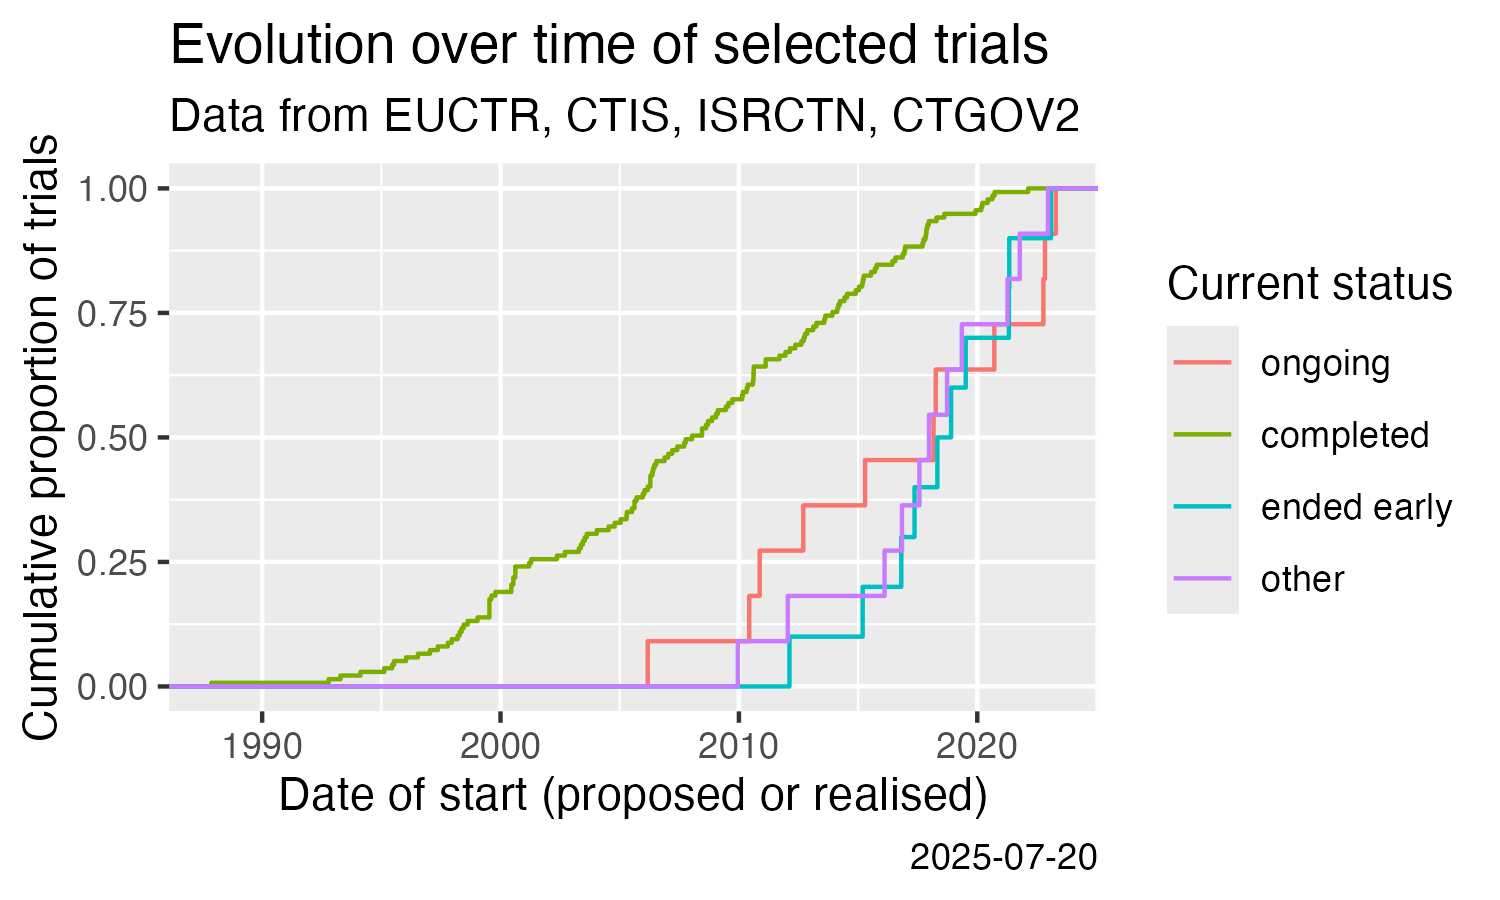 Evolution over time of selected trials
Data from EUCTR, CTIS, ISRCTN, CTGOV2
Cumulative proportion of trials
1.00
0.75
0.50
0.25
0.00
1990
2000
2010
2020
Date of start (proposed or realised)
Current status
ongoing
completed
ended early
other
2025-07-20